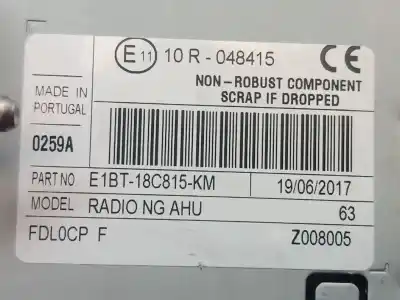 E 11 10 R - 048415 CE
NON-ROBUST COMPONENT
SCRAP IF DROPPED
MADE IN
PORTUGAL
0259A
PART NO E1BT-18C815-KM 19/06/2017
MODEL RADIO NG AHU 63
FDL0CP F Z008005